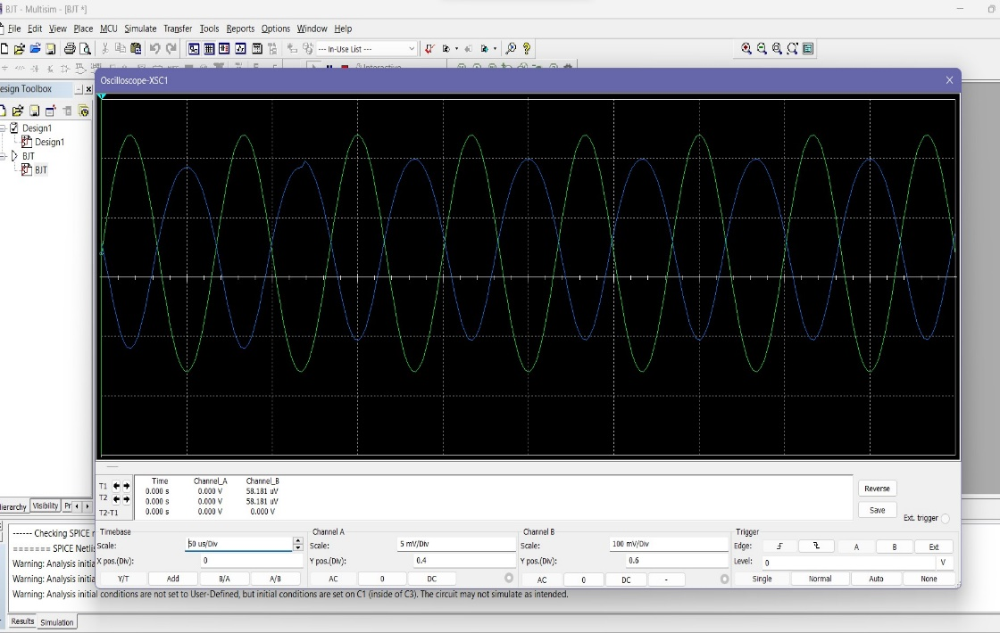 BJT - Multisim - [BJT *]
File Edit View Place MCU Simulate Transfer Tools Reports Options Window Help
--- In-Use List ---
Interactive
esign Toolbox
Oscilloscope-XSC1
Design1
Design1
BJT
BJT
Time Channel_A Channel_B
T1 0.000 s 0.000 V 58.181 uV
T2 0.000 s 0.000 V 58.181 uV
T2-T1 0.000 s 0.000 V 0.000 V
Reverse
Save
Ext. trigger
ierarchy Visibility Pr
Timebase
Scale: 50 us/Div
X pos.(Div): 0
Y/T Add B/A A/B
Channel A
Scale: 5 mV/Div
Y pos.(Div): 0.4
AC 0 DC
Channel B
Scale: 100 mV/Div
Y pos.(Div): 0.6
AC 0 DC -
Trigger
Edge: A B Ext
Level: 0 V
Single Normal Auto None
------ Checking SPICE n
======= SPICE Netlis
Warning: Analysis initia
Warning: Analysis initia
Warning: Analysis initial conditions are not set to User-Defined, but initial conditions are set on C1 (inside of C3). The circuit may not simulate as intended.
Results Simulation